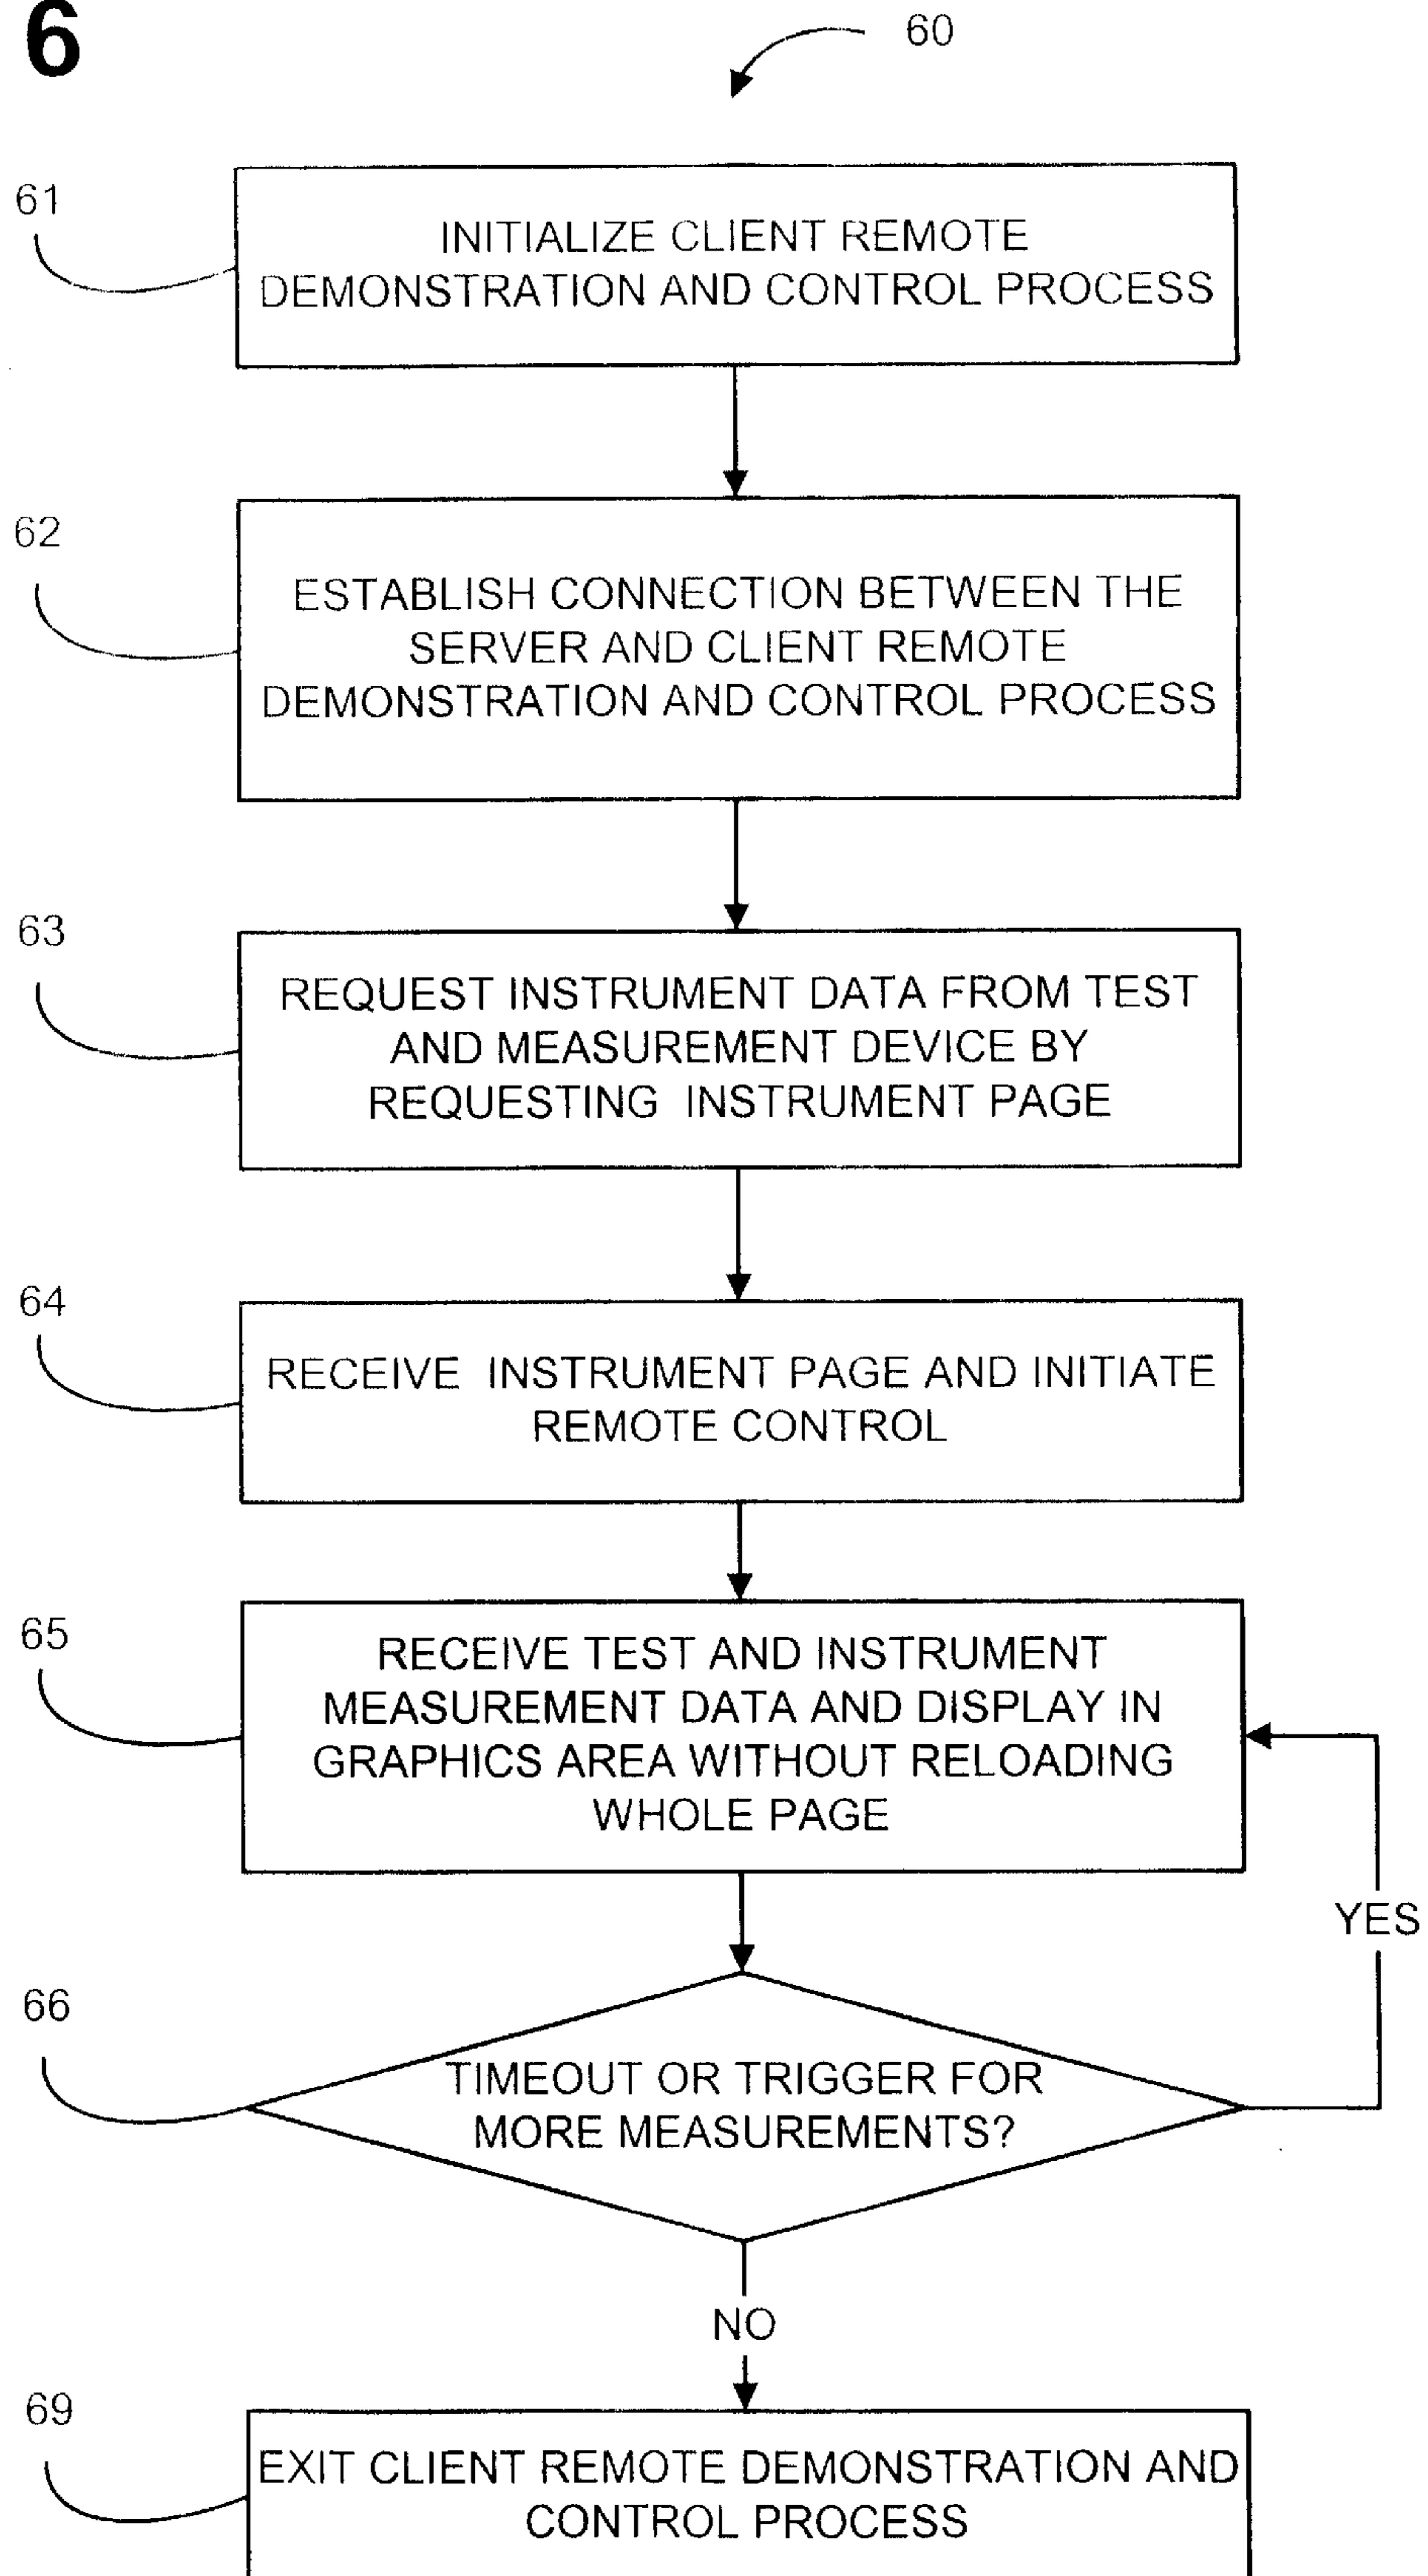 6
60
61
INITIALIZE CLIENT REMOTE
DEMONSTRATION AND CONTROL PROCESS
62
ESTABLISH CONNECTION BETWEEN THE
SERVER AND CLIENT REMOTE
DEMONSTRATION AND CONTROL PROCESS
63
REQUEST INSTRUMENT DATA FROM TEST
AND MEASUREMENT DEVICE BY
REQUESTING INSTRUMENT PAGE
64
RECEIVE INSTRUMENT PAGE AND INITIATE
REMOTE CONTROL
65
RECEIVE TEST AND INSTRUMENT
MEASUREMENT DATA AND DISPLAY IN
GRAPHICS AREA WITHOUT RELOADING
WHOLE PAGE
YES
66
TIMEOUT OR TRIGGER FOR
MORE MEASUREMENTS?
NO
69
EXIT CLIENT REMOTE DEMONSTRATION AND
CONTROL PROCESS